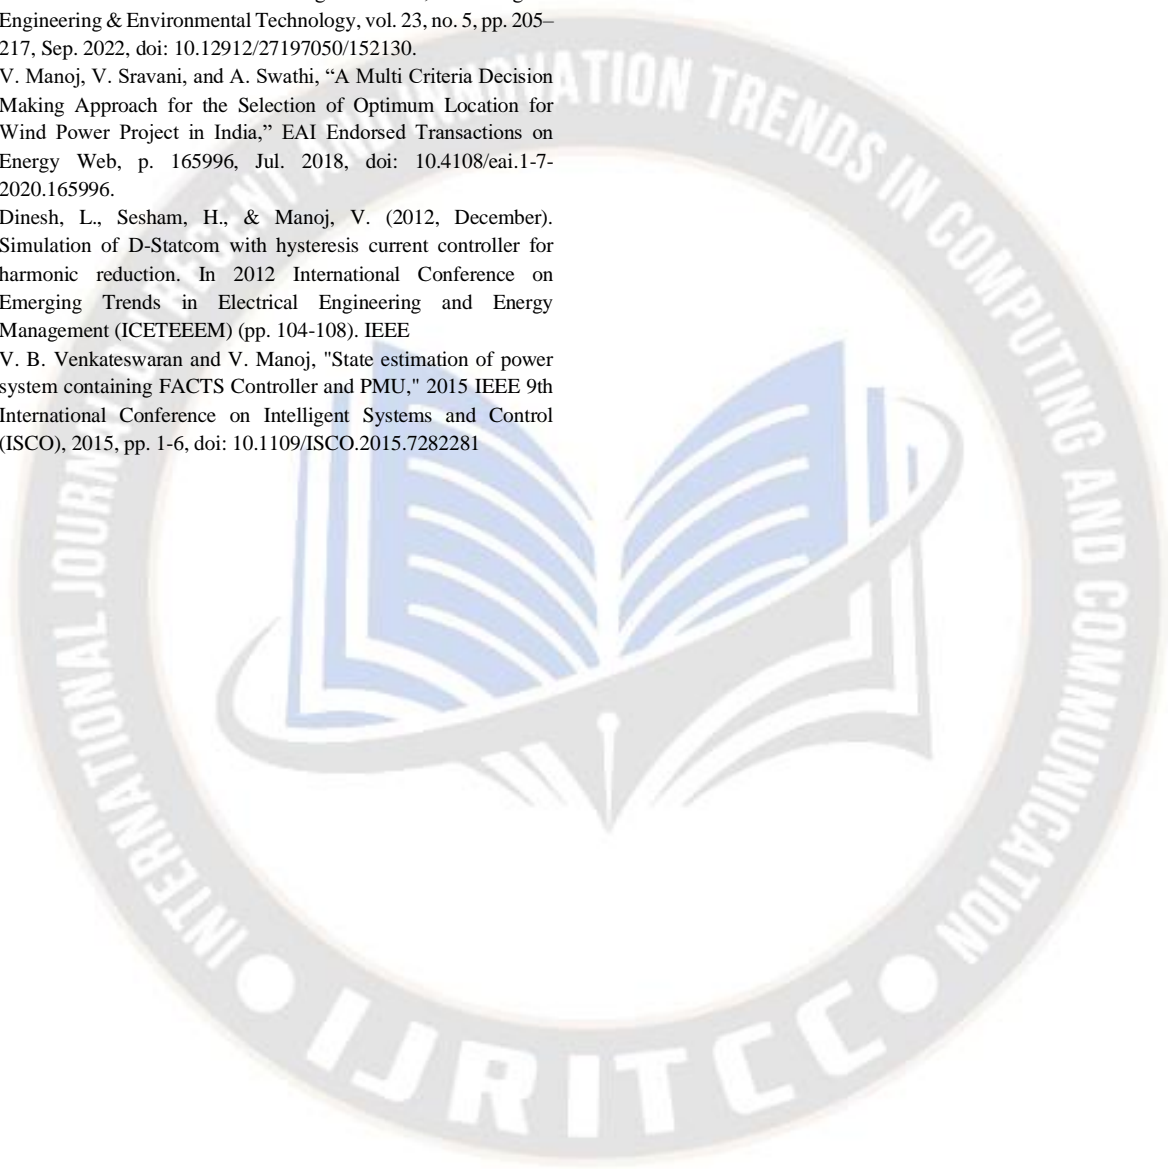 Engineering & Environmental Technology, vol. 23, no. 5, pp. 205–
217, Sep. 2022, doi: 10.12912/27197050/152130.
V. Manoj, V. Sravani, and A. Swathi, “A Multi Criteria Decision
Making Approach for the Selection of Optimum Location for
Wind Power Project in India,” EAI Endorsed Transactions on
Energy Web, p. 165996, Jul. 2018, doi: 10.4108/eai.1-7-
2020.165996.
Dinesh, L., Sesham, H., & Manoj, V. (2012, December).
Simulation of D-Statcom with hysteresis current controller for
harmonic reduction. In 2012 International Conference on
Emerging Trends in Electrical Engineering and Energy
Management (ICETEEEM) (pp. 104-108). IEEE
V. B. Venkateswaran and V. Manoj, "State estimation of power
system containing FACTS Controller and PMU," 2015 IEEE 9th
International Conference on Intelligent Systems and Control
(ISCO), 2015, pp. 1-6, doi: 10.1109/ISCO.2015.7282281
INTERNATIONAL JOURNAL ON RECENT AND INNOVATION TRENDS IN COMPUTING AND COMMUNICATION
IJRITCC